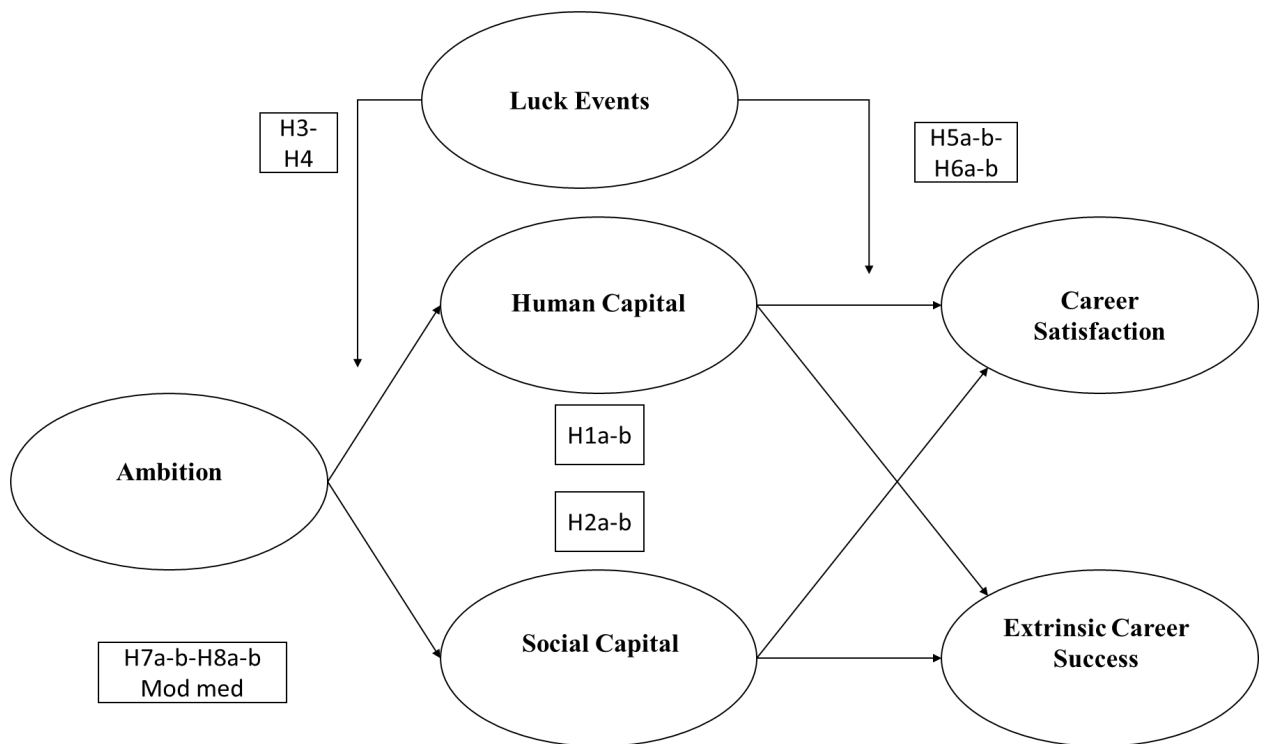 Luck Events
H3-
H4
H5a-b-
H6a-b
Human Capital
Career
Satisfaction
H1a-b
Ambition
H2a-b
Social Capital
Extrinsic Career
Success
H7a-b-H8a-b
Mod med